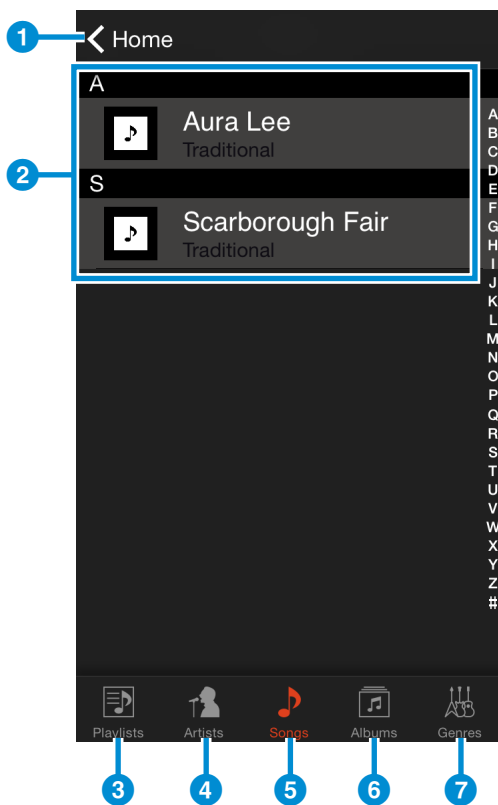 1
Home
A
Aura Lee
Traditional
2
S
Scarborough Fair
Traditional
A
B
C
D
E
F
G
H
I
J
K
L
M
N
O
P
Q
R
S
T
U
V
W
X
Y
Z
#
Playlists Artists Songs Albums Genres
3 4 5 6 7